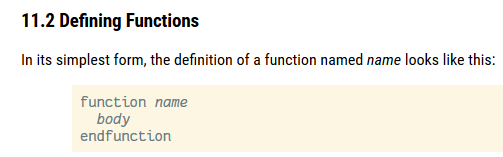 11.2 Defining Functions
In its simplest form, the definition of a function named name looks like this:
function name
  body
endfunction